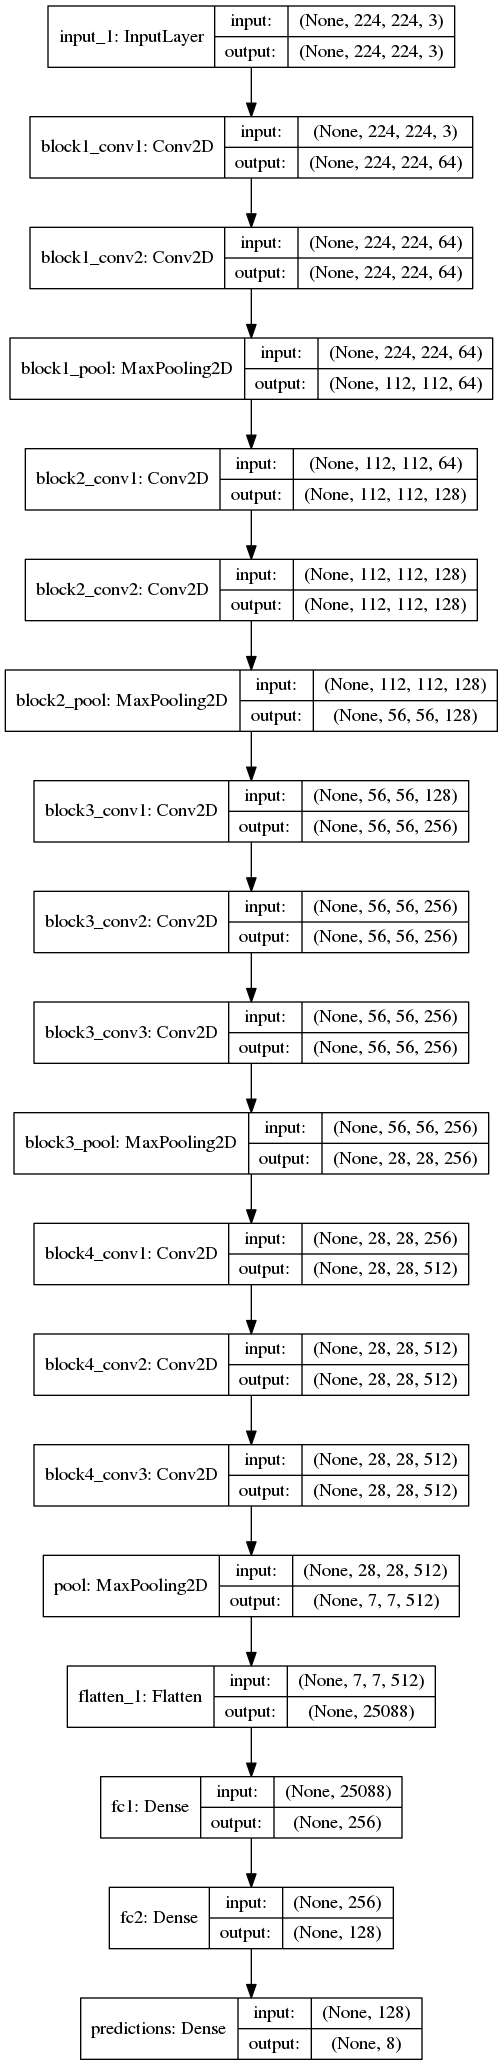 input_1: InputLayer
input: (None, 224, 224, 3)
output: (None, 224, 224, 3)
block1_conv1: Conv2D
input: (None, 224, 224, 3)
output: (None, 224, 224, 64)
block1_conv2: Conv2D
input: (None, 224, 224, 64)
output: (None, 224, 224, 64)
block1_pool: MaxPooling2D
input: (None, 224, 224, 64)
output: (None, 112, 112, 64)
block2_conv1: Conv2D
input: (None, 112, 112, 64)
output: (None, 112, 112, 128)
block2_conv2: Conv2D
input: (None, 112, 112, 128)
output: (None, 112, 112, 128)
block2_pool: MaxPooling2D
input: (None, 112, 112, 128)
output: (None, 56, 56, 128)
block3_conv1: Conv2D
input: (None, 56, 56, 128)
output: (None, 56, 56, 256)
block3_conv2: Conv2D
input: (None, 56, 56, 256)
output: (None, 56, 56, 256)
block3_conv3: Conv2D
input: (None, 56, 56, 256)
output: (None, 56, 56, 256)
block3_pool: MaxPooling2D
input: (None, 56, 56, 256)
output: (None, 28, 28, 256)
block4_conv1: Conv2D
input: (None, 28, 28, 256)
output: (None, 28, 28, 512)
block4_conv2: Conv2D
input: (None, 28, 28, 512)
output: (None, 28, 28, 512)
block4_conv3: Conv2D
input: (None, 28, 28, 512)
output: (None, 28, 28, 512)
pool: MaxPooling2D
input: (None, 28, 28, 512)
output: (None, 7, 7, 512)
flatten_1: Flatten
input: (None, 7, 7, 512)
output: (None, 25088)
fc1: Dense
input: (None, 25088)
output: (None, 256)
fc2: Dense
input: (None, 256)
output: (None, 128)
predictions: Dense
input: (None, 128)
output: (None, 8)